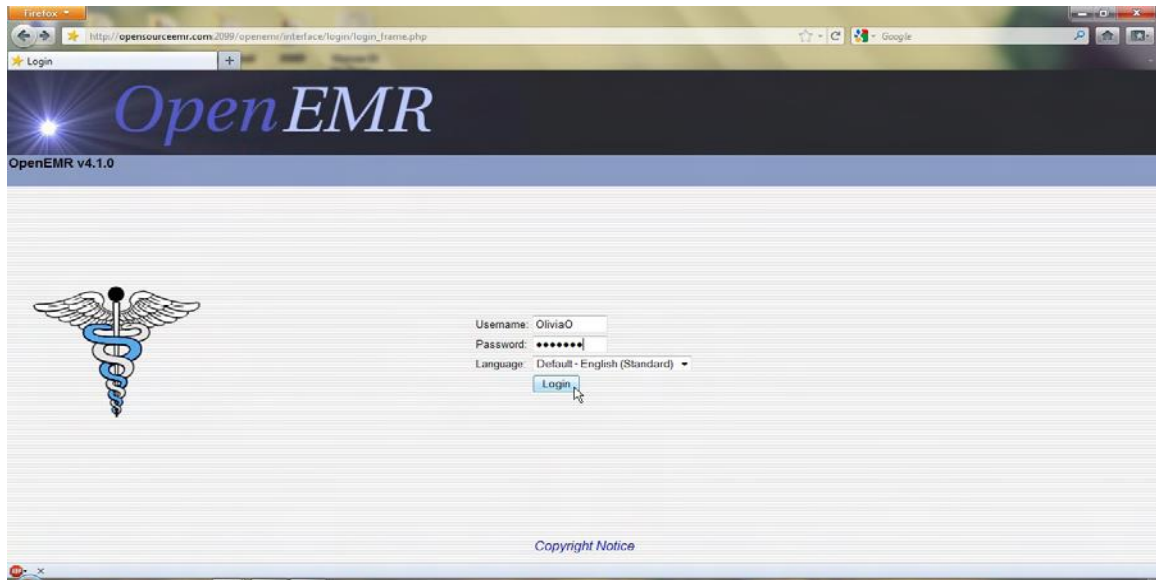 Firefox
http://opensourceemr.com:2099/openemr/interface/login/login_frame.php
Google
Login
OpenEMR
OpenEMR v4.1.0
Username: OliviaO
Password: •••••••
Language: Default - English (Standard)
Login
Copyright Notice
ABP